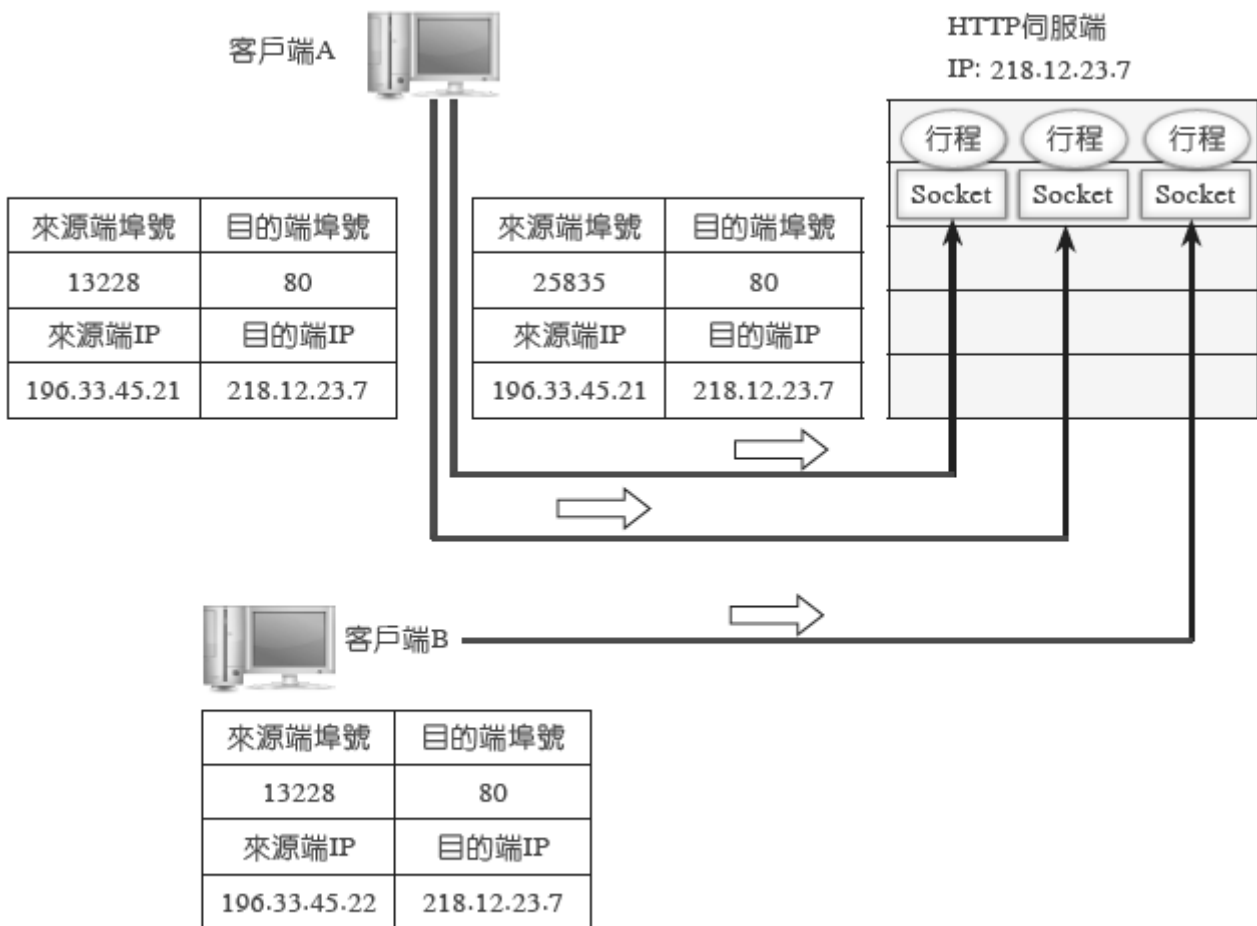 客戶端A
HTTP伺服端
IP: 218.12.23.7
行程 行程 行程
Socket Socket Socket
來源端埠號 目的端埠號
13228 80
來源端IP 目的端IP
196.33.45.21 218.12.23.7
來源端埠號 目的端埠號
25835 80
來源端IP 目的端IP
196.33.45.21 218.12.23.7
客戶端B
來源端埠號 目的端埠號
13228 80
來源端IP 目的端IP
196.33.45.22 218.12.23.7